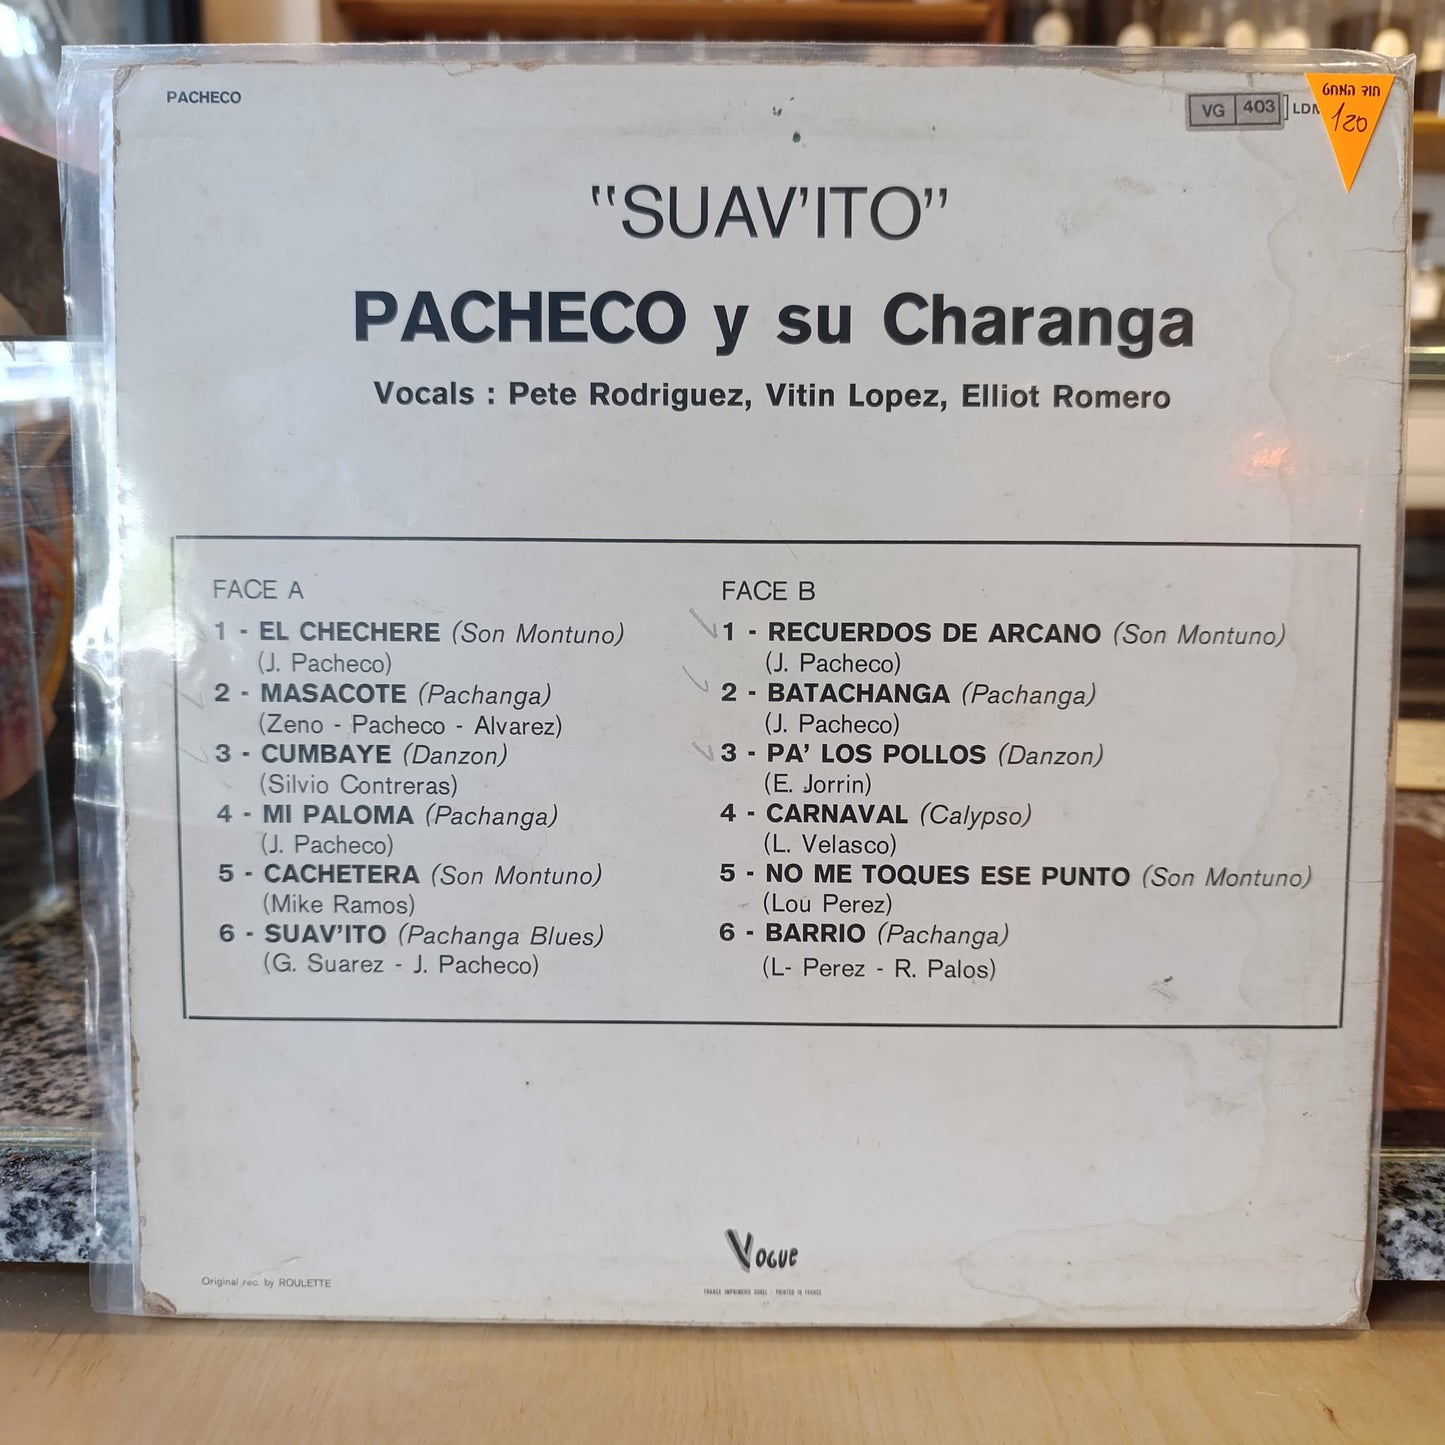 PACHECO
VG 403 LDM
חוד המחט
120
"SUAV'ITO"
PACHECO y su Charanga
Vocals : Pete Rodriguez, Vitin Lopez, Elliot Romero
FACE A
1 - EL CHECHERE (Son Montuno)
(J. Pacheco)
2 - MASACOTE (Pachanga)
(Zeno - Pacheco - Alvarez)
3 - CUMBAYE (Danzon)
(Silvio Contreras)
4 - MI PALOMA (Pachanga)
(J. Pacheco)
5 - CACHETERA (Son Montuno)
(Mike Ramos)
6 - SUAV'ITO (Pachanga Blues)
(G. Suarez - J. Pacheco)
FACE B
1 - RECUERDOS DE ARCANO (Son Montuno)
(J. Pacheco)
2 - BATACHANGA (Pachanga)
(J. Pacheco)
3 - PA' LOS POLLOS (Danzon)
(E. Jorrin)
4 - CARNAVAL (Calypso)
(L. Velasco)
5 - NO ME TOQUES ESE PUNTO (Son Montuno)
(Lou Perez)
6 - BARRIO (Pachanga)
(L- Perez - R. Palos)
VOGUE
Original rec. by ROULETTE
FRANCE IMPRIMERIE DOREL - PRINTED IN FRANCE